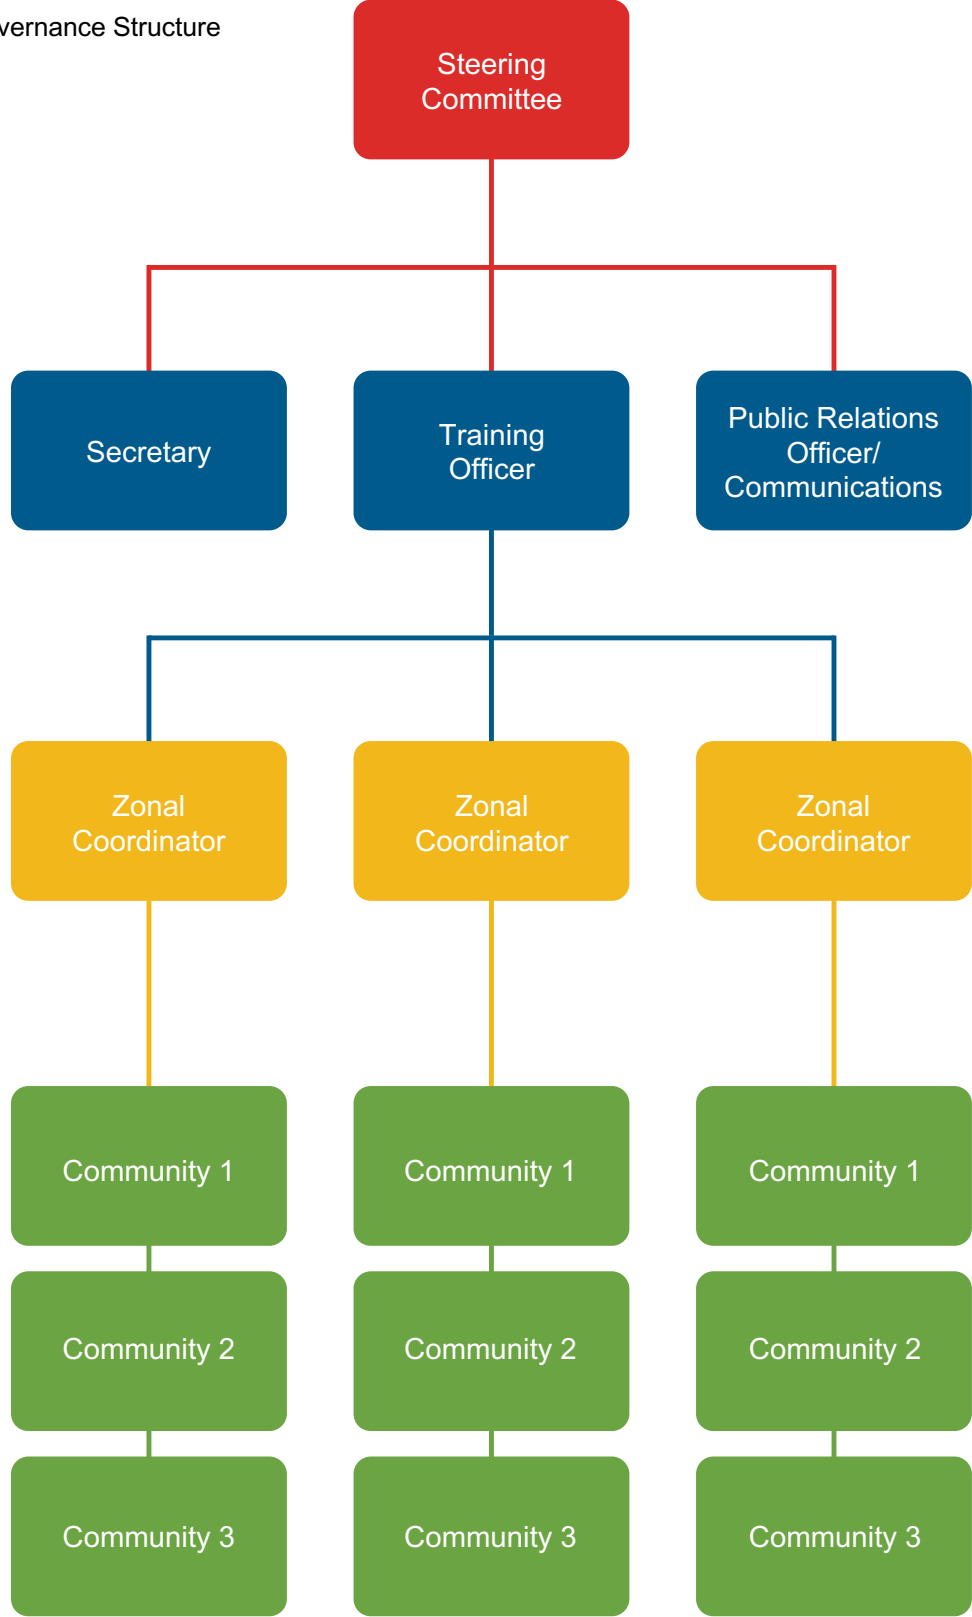 vernance Structure
Steering
Committee
Secretary
Training
Officer
Public Relations
Officer/
Communications
Zonal
Coordinator
Zonal
Coordinator
Zonal
Coordinator
Community 1
Community 1
Community 1
Community 2
Community 2
Community 2
Community 3
Community 3
Community 3